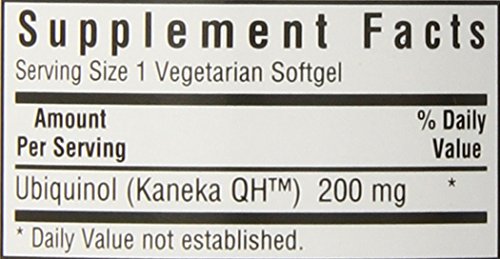 Supplement Facts
Serving Size 1 Vegetarian Softgel
Amount Per Serving % Daily Value
Ubiquinol (Kaneka QH™) 200 mg *
* Daily Value not established.